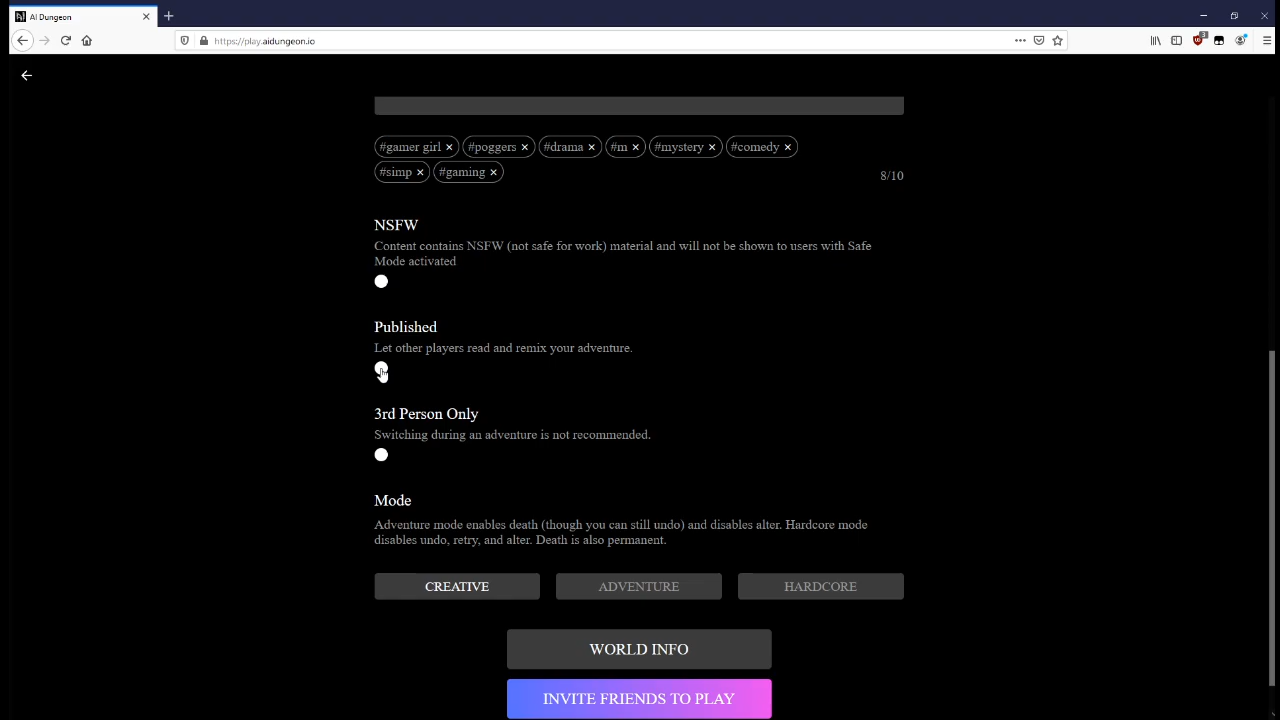 AI Dungeon
https://play.aidungeon.io
#gamer girl × #poggers × #drama × #m × #mystery × #comedy ×
#simp × #gaming ×
8/10
NSFW
Content contains NSFW (not safe for work) material and will not be shown to users with Safe
Mode activated
Published
Let other players read and remix your adventure.
3rd Person Only
Switching during an adventure is not recommended.
Mode
Adventure mode enables death (though you can still undo) and disables alter. Hardcore mode
disables undo, retry, and alter. Death is also permanent.
CREATIVE ADVENTURE HARDCORE
WORLD INFO
INVITE FRIENDS TO PLAY